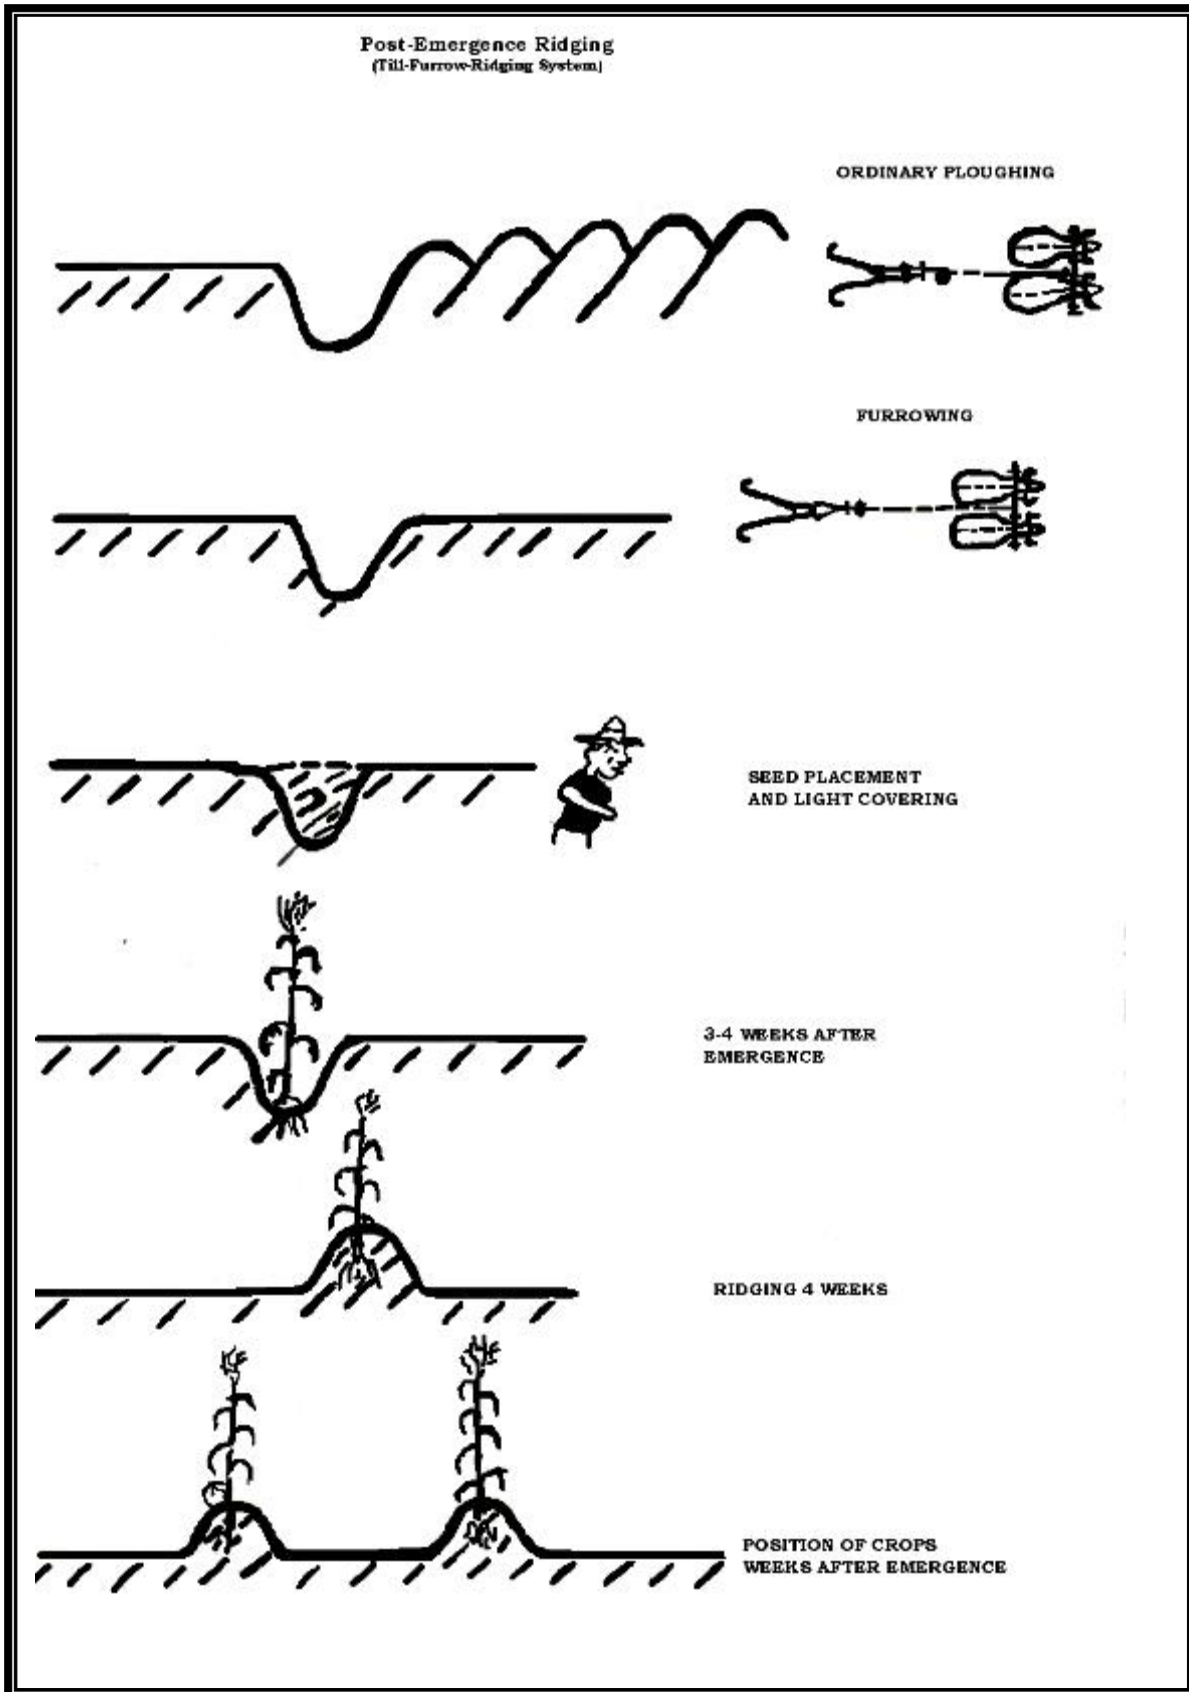 Post-Emergence Ridging
(Till-Furrow-Ridging System)
ORDINARY PLOUGHING
FURROWING
SEED PLACEMENT
AND LIGHT COVERING
3-4 WEEKS AFTER
EMERGENCE
RIDGING 4 WEEKS
POSITION OF CROPS
WEEKS AFTER EMERGENCE